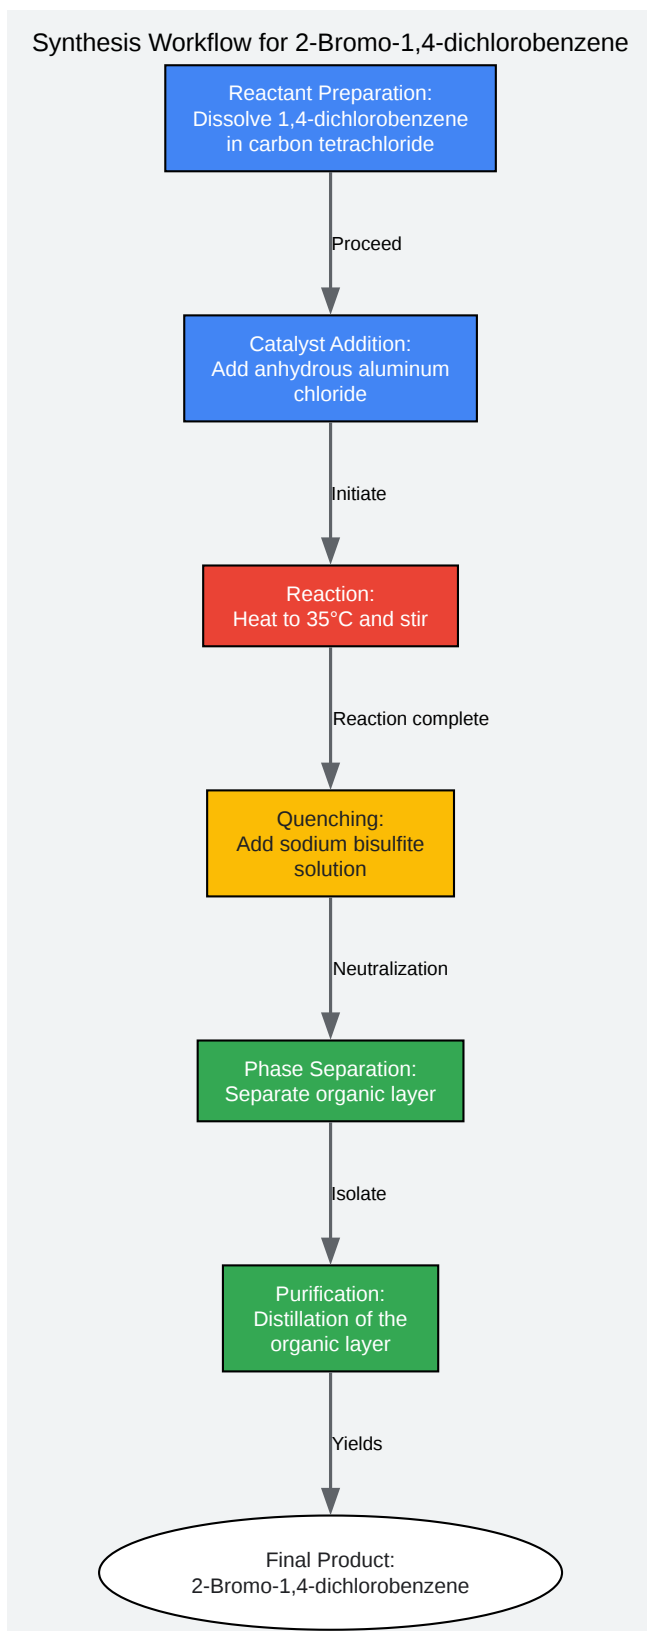 Synthesis Workflow for 2-Bromo-1,4-dichlorobenzene
Reactant Preparation:
Dissolve 1,4-dichlorobenzene
in carbon tetrachloride
Proceed
Catalyst Addition:
Add anhydrous aluminum
chloride
Initiate
Reaction:
Heat to 35°C and stir
Reaction complete
Quenching:
Add sodium bisulfite
solution
Neutralization
Phase Separation:
Separate organic layer
Isolate
Purification:
Distillation of the
organic layer
Yields
Final Product:
2-Bromo-1,4-dichlorobenzene